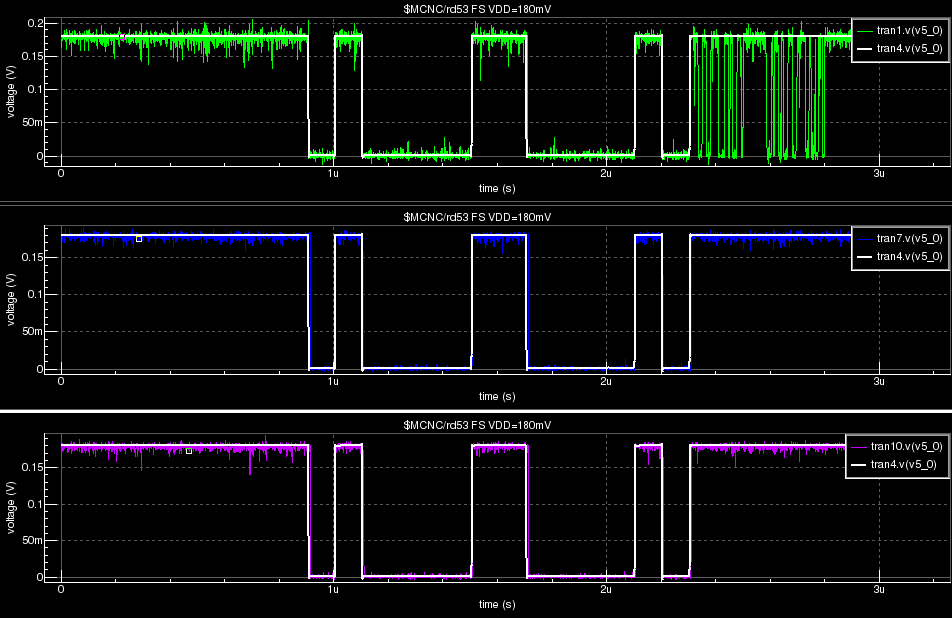 $MCNC/rd53 FS VDD=180mV
0.2
tran1.v(v5_0)
tran4.v(v5_0)
0.15
voltage (V)
0.1
50m
0
0 1u 2u 3u
time (s)
$MCNC/rd53 FS VDD=180mV
tran7.v(v5_0)
tran4.v(v5_0)
0.15
voltage (V)
0.1
50m
0
0 1u 2u 3u
time (s)
$MCNC/rd53 FS VDD=180mV
tran10.v(v5_0)
tran4.v(v5_0)
0.15
voltage (V)
0.1
50m
0
0 1u 2u 3u
time (s)